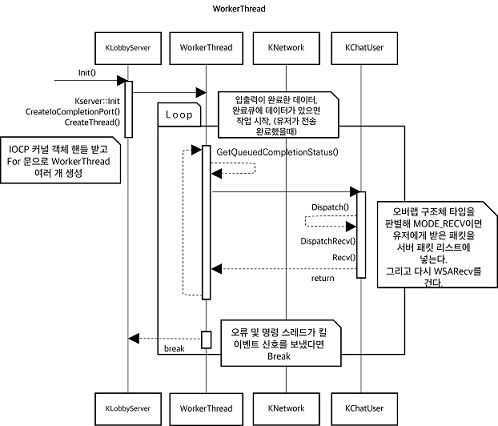 WorkerThread
KLobbyServer
WorkerThread
KNetwork
KChatUser
Init()
Kserver::Init
CreateIoCompletionPort()
CreateThread()
입출력이 완료한 데이터,
완료큐에 데이터가 있으면
작업 시작, (유저가 전송
완료했을때)
Loop
IOCP 커널 객체 핸들 받고
For 문으로 WorkerThread
여러 개 생성
GetQueuedCompletionStatus()
Dispatch()
DispatchRecv()
Recv()
return
오버랩 구조체 타입을
판별해 MODE_RECV이면
유저에게 받은 패킷을
서버 패킷 리스트에
넣는다.
그리고 다시 WSARecv를
건다.
오류 및 명령 스레드가 킬
이벤트 신호를 보냈다면
Break
break
KLobbyServer
WorkerThread
KNetwork
KChatUser